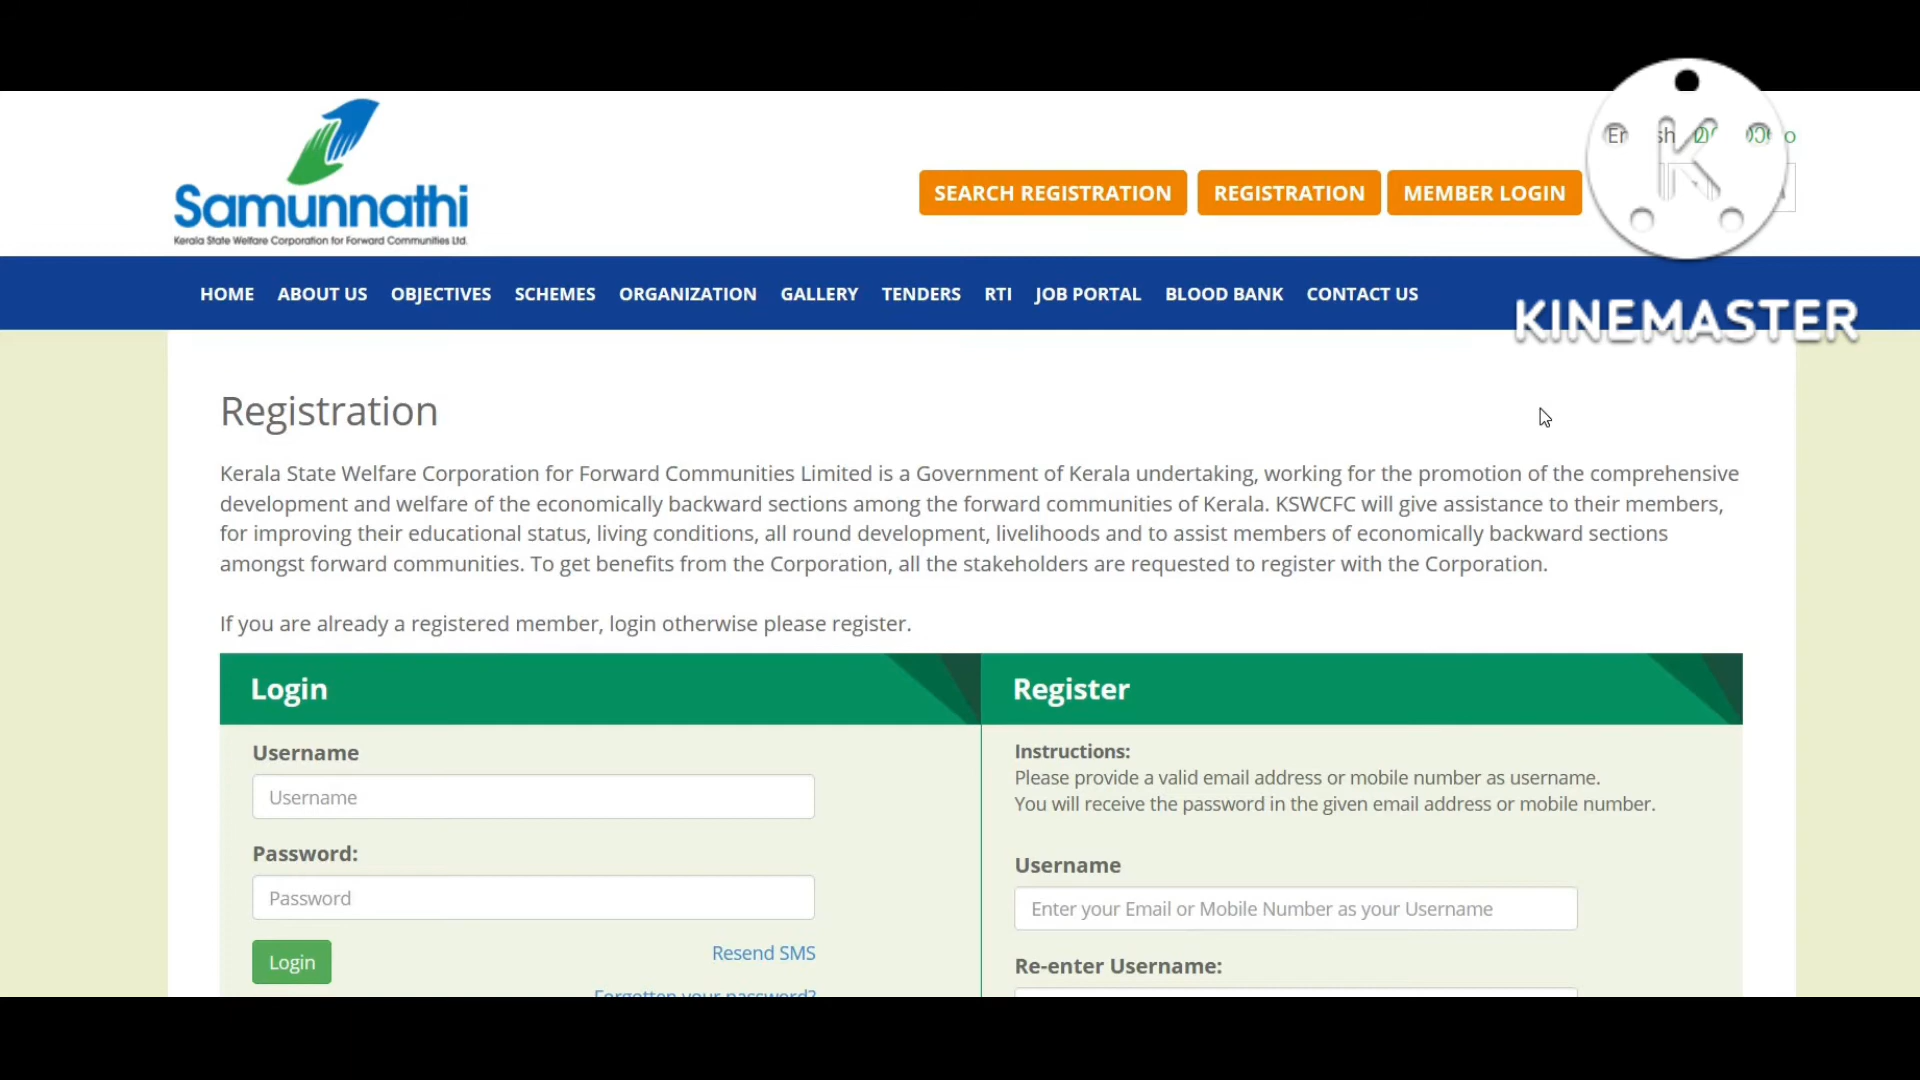 Samunnathi
Kerala State Welfare Corporation for Forward Communities Ltd.
SEARCH REGISTRATION
REGISTRATION
MEMBER LOGIN
K
KINEMASTER
HOME ABOUT US OBJECTIVES SCHEMES ORGANIZATION GALLERY TENDERS RTI JOB PORTAL BLOOD BANK CONTACT US
Registration
Kerala State Welfare Corporation for Forward Communities Limited is a Government of Kerala undertaking, working for the promotion of the comprehensive
development and welfare of the economically backward sections among the forward communities of Kerala. KSWCFC will give assistance to their members,
for improving their educational status, living conditions, all round development, livelihoods and to assist members of economically backward sections
amongst forward communities. To get benefits from the Corporation, all the stakeholders are requested to register with the Corporation.
If you are already a registered member, login otherwise please register.
Login
Username
Username
Password:
Password
Login
Resend SMS
Forgotten your password?
Register
Instructions:
Please provide a valid email address or mobile number as username.
You will receive the password in the given email address or mobile number.
Username
Enter your Email or Mobile Number as your Username
Re-enter Username: